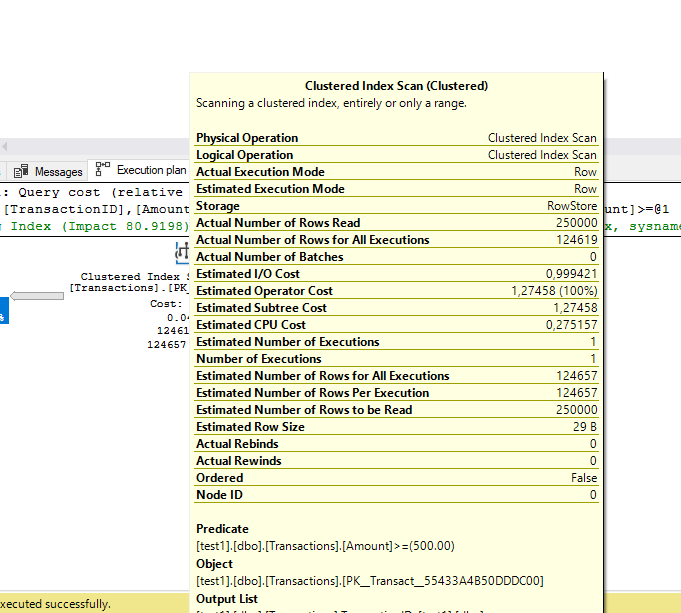 Clustered Index Scan (Clustered)
Scanning a clustered index, entirely or only a range.
Physical Operation Clustered Index Scan
Logical Operation Clustered Index Scan
Actual Execution Mode Row
Estimated Execution Mode Row
Storage RowStore
Actual Number of Rows Read 250000
Actual Number of Rows for All Executions 124619
Actual Number of Batches 0
Estimated I/O Cost 0,999421
Estimated Operator Cost 1,27458 (100%)
Estimated Subtree Cost 1,27458
Estimated CPU Cost 0,275157
Estimated Number of Executions 1
Number of Executions 1
Estimated Number of Rows for All Executions 124657
Estimated Number of Rows Per Execution 124657
Estimated Number of Rows to be Read 250000
Estimated Row Size 29 B
Actual Rebinds 0
Actual Rewinds 0
Ordered False
Node ID 0
Predicate
[test1].[dbo].[Transactions].[Amount]>=(500.00)
Object
[test1].[dbo].[Transactions].[PK__Transact__55433A4B50DDDC00]
Output List
Messages
Execution plan
: Query cost (relative
[TransactionID],[Amount
unt]>=@1
Index (Impact 80.9198)
x, sysname
Clustered Index S
[Transactions].[PK_
Cost:
0.0
12461
124657
%
xecuted successfully.